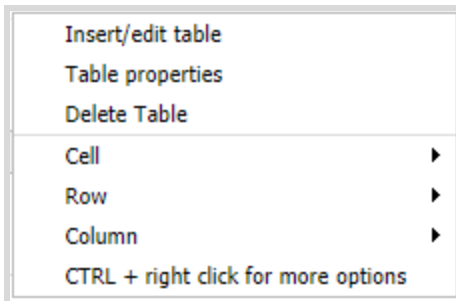 Insert/edit table
Table properties
Delete Table
Cell
Row
Column
CTRL + right click for more options